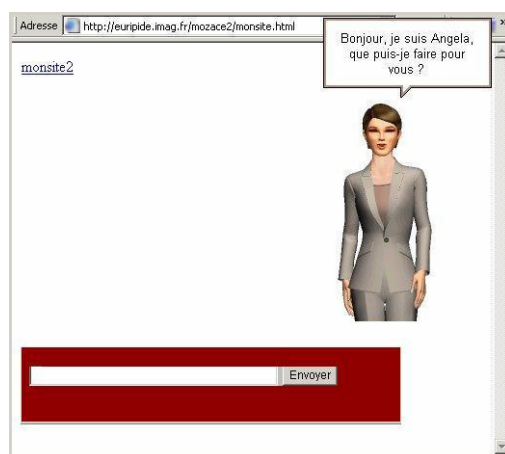 Adresse http://euripide.imag.fr/mozace2/monsite.html
Bonjour, je suis Angela,
que puis-je faire pour
vous ?
monsite2
Envoyer